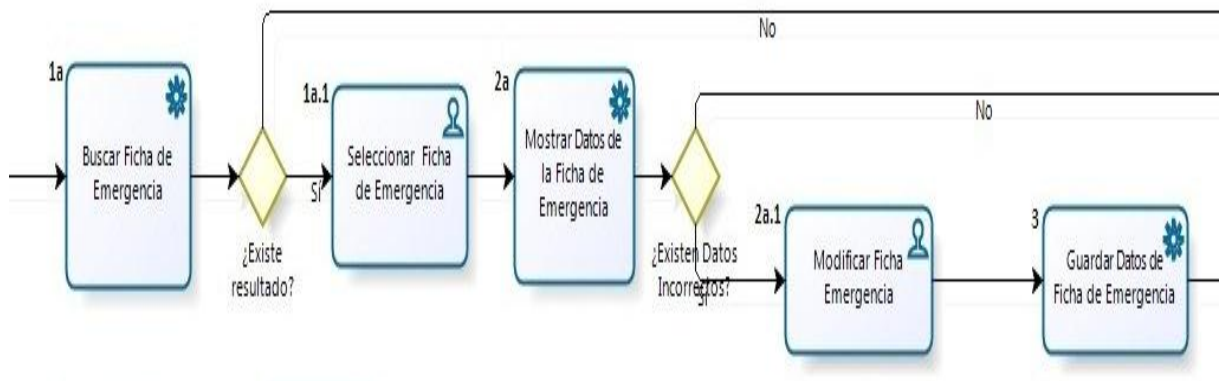 No
1a
Buscar Ficha de
Emergencia
¿Existe
resultado?
Sí
1a.1
Seleccionar Ficha
de Emergencia
2a
Mostrar Datos de
la Ficha de
Emergencia
No
¿Existen Datos
Incorrectos?
Sí
2a.1
Modificar Ficha
Emergencia
3
Guardar Datos de
Ficha de Emergencia